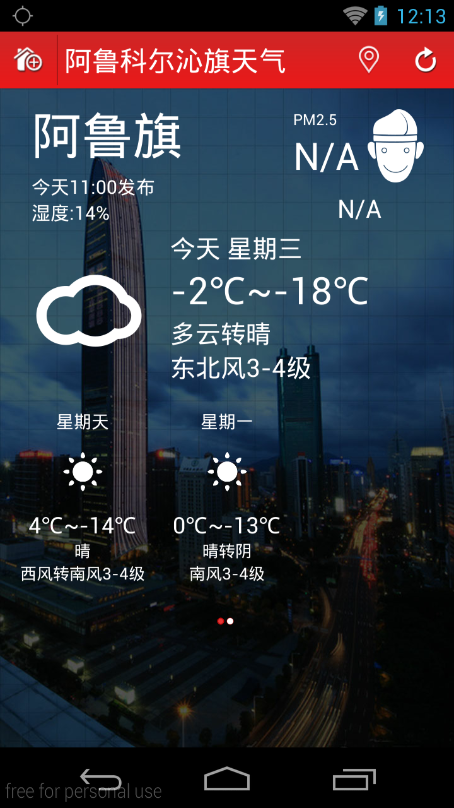 12:13
阿鲁科尔沁旗天气
阿鲁旗
今天11:00发布
湿度:14%
PM2.5
N/A
N/A
今天 星期三
-2℃~-18℃
多云转晴
东北风3-4级
星期天
4℃~-14℃
晴
西风转南风3-4级
星期一
0℃~-13℃
晴转阴
南风3-4级
free for personal use